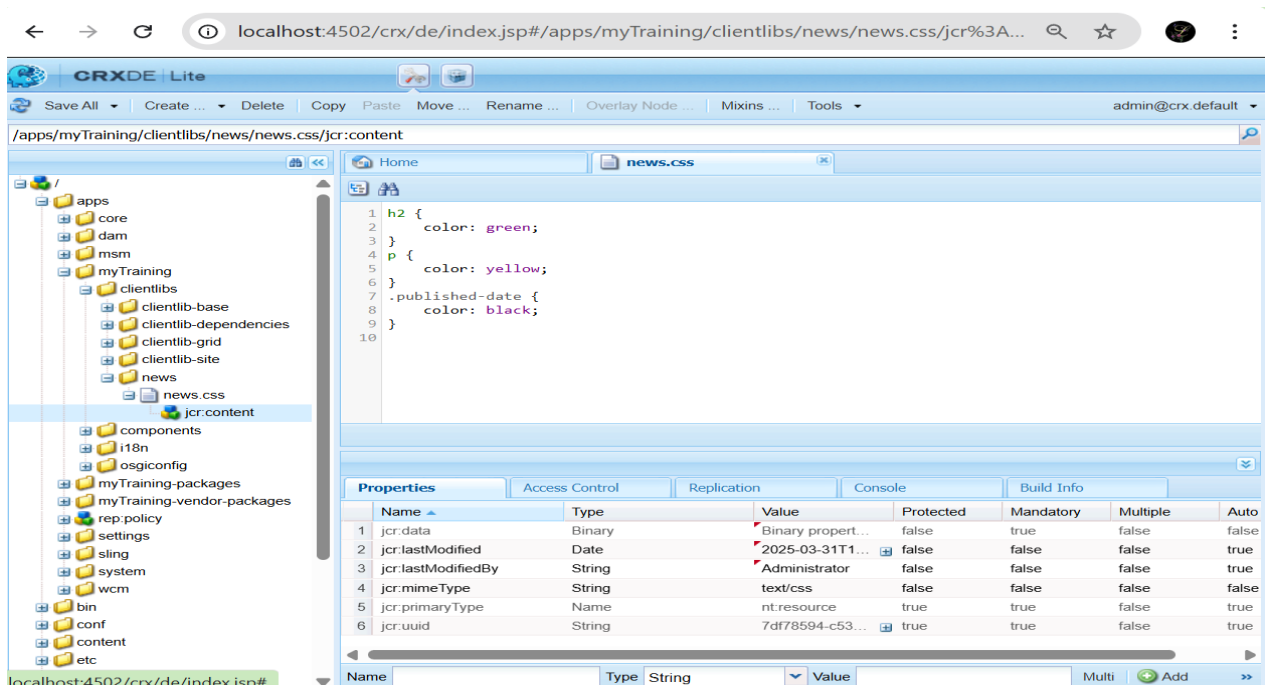 localhost:4502/crx/de/index.jsp#/apps/myTraining/clientlibs/news/news.css/jcr%3A...
CRXDE | Lite
Save All Create ... Delete Copy Paste Move ... Rename ... Overlay Node ... Mixins ... Tools admin@crx.default
/apps/myTraining/clientlibs/news/news.css/jcr:content
Home news.css
/
apps
core
dam
msm
myTraining
clientlibs
clientlib-base
clientlib-dependencies
clientlib-grid
clientlib-site
news
news.css
jcr:content
components
i18n
osgiconfig
myTraining-packages
myTraining-vendor-packages
rep:policy
settings
sling
system
wcm
bin
conf
content
etc
localhost:4502/crx/de/index.jsp#
1 h2 {
2 color: green;
3 }
4 p {
5 color: yellow;
6 }
7 .published-date {
8 color: black;
9 }
10
Properties Access Control Replication Console Build Info
Name Type Value Protected Mandatory Multiple Auto
1 jcr:data Binary Binary propert... false true false false
2 jcr:lastModified Date 2025-03-31T1... false false false true
3 jcr:lastModifiedBy String Administrator false false false true
4 jcr:mimeType String text/css false false false false
5 jcr:primaryType Name nt:resource true true false true
6 jcr:uuid String 7df78594-c53... true true false true
Name Type String Value Multi Add »